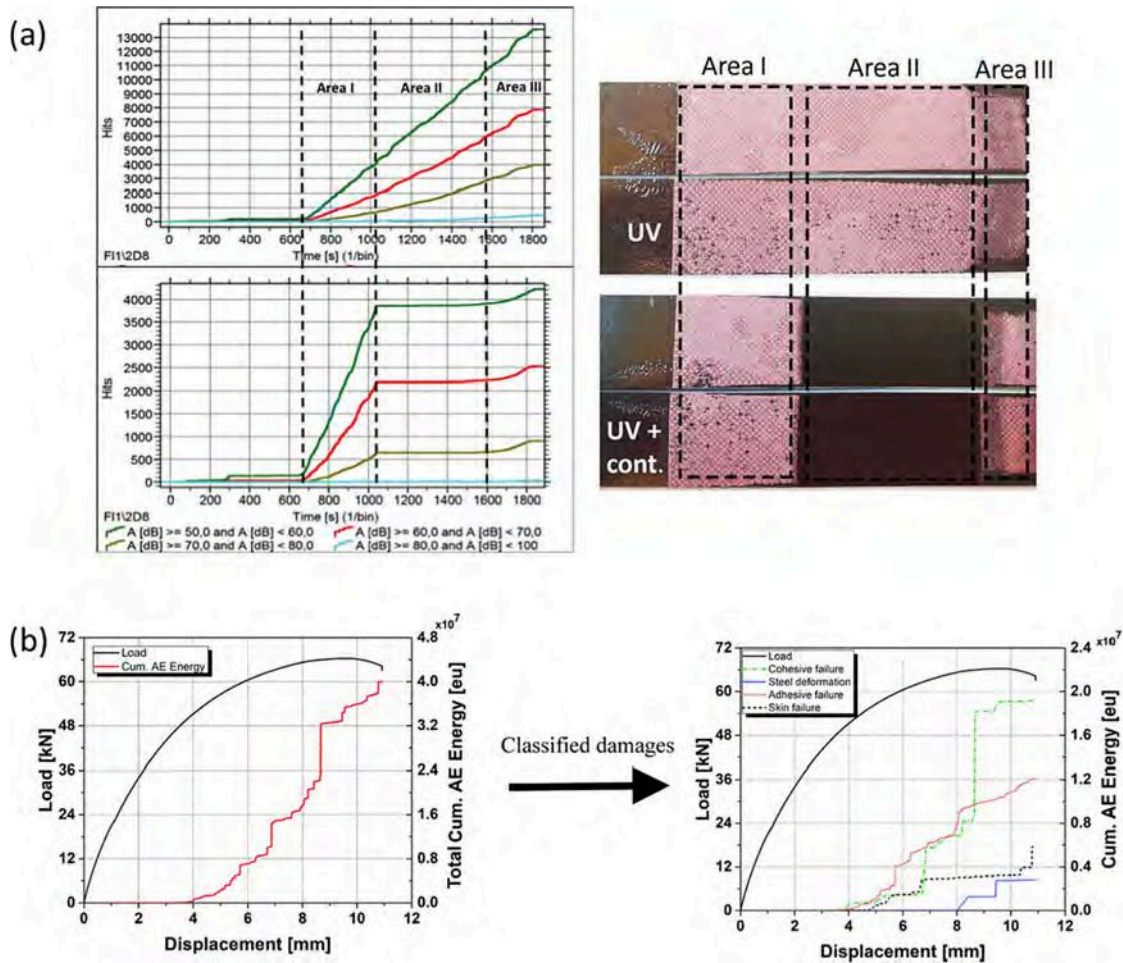 (a)
13000
12000
11000
10000
9000
8000
7000
6000
5000
4000
3000
2000
1000
0
Hits
Area I
Area II
Area III
0 200 400 600 800 1000 1200 1400 1600 1800
FI1\2D8
Time [s] (1/bin)
4000
3500
3000
2500
2000
1500
1000
500
0
Hits
0 200 400 600 800 1000 1200 1400 1600 1800
FI1\2D8
Time [s] (1/bin)
A [dB] >= 50,0 and A [dB] < 60,0
A [dB] >= 60,0 and A [dB] < 70,0
A [dB] >= 70,0 and A [dB] < 80,0
A [dB] >= 80,0 and A [dB] < 100
Area I
Area II
Area III
UV
UV +
cont.
(b)
72
60
48
36
24
12
0
Load [kN]
Load
Cum. AE Energy
x10⁷
4.8
4.0
3.2
2.4
1.6
0.8
0.0
Total Cum. AE Energy [eu]
0 2 4 6 8 10 12
Displacement [mm]
Classified damages
72
60
48
36
24
12
0
Load [kN]
Load
Cohesive failure
Steel deformation
Adhesive failure
Skin failure
x10⁷
2.4
2.0
1.6
1.2
0.8
0.4
0.0
Cum. AE Energy [eu]
0 2 4 6 8 10 12
Displacement [mm]